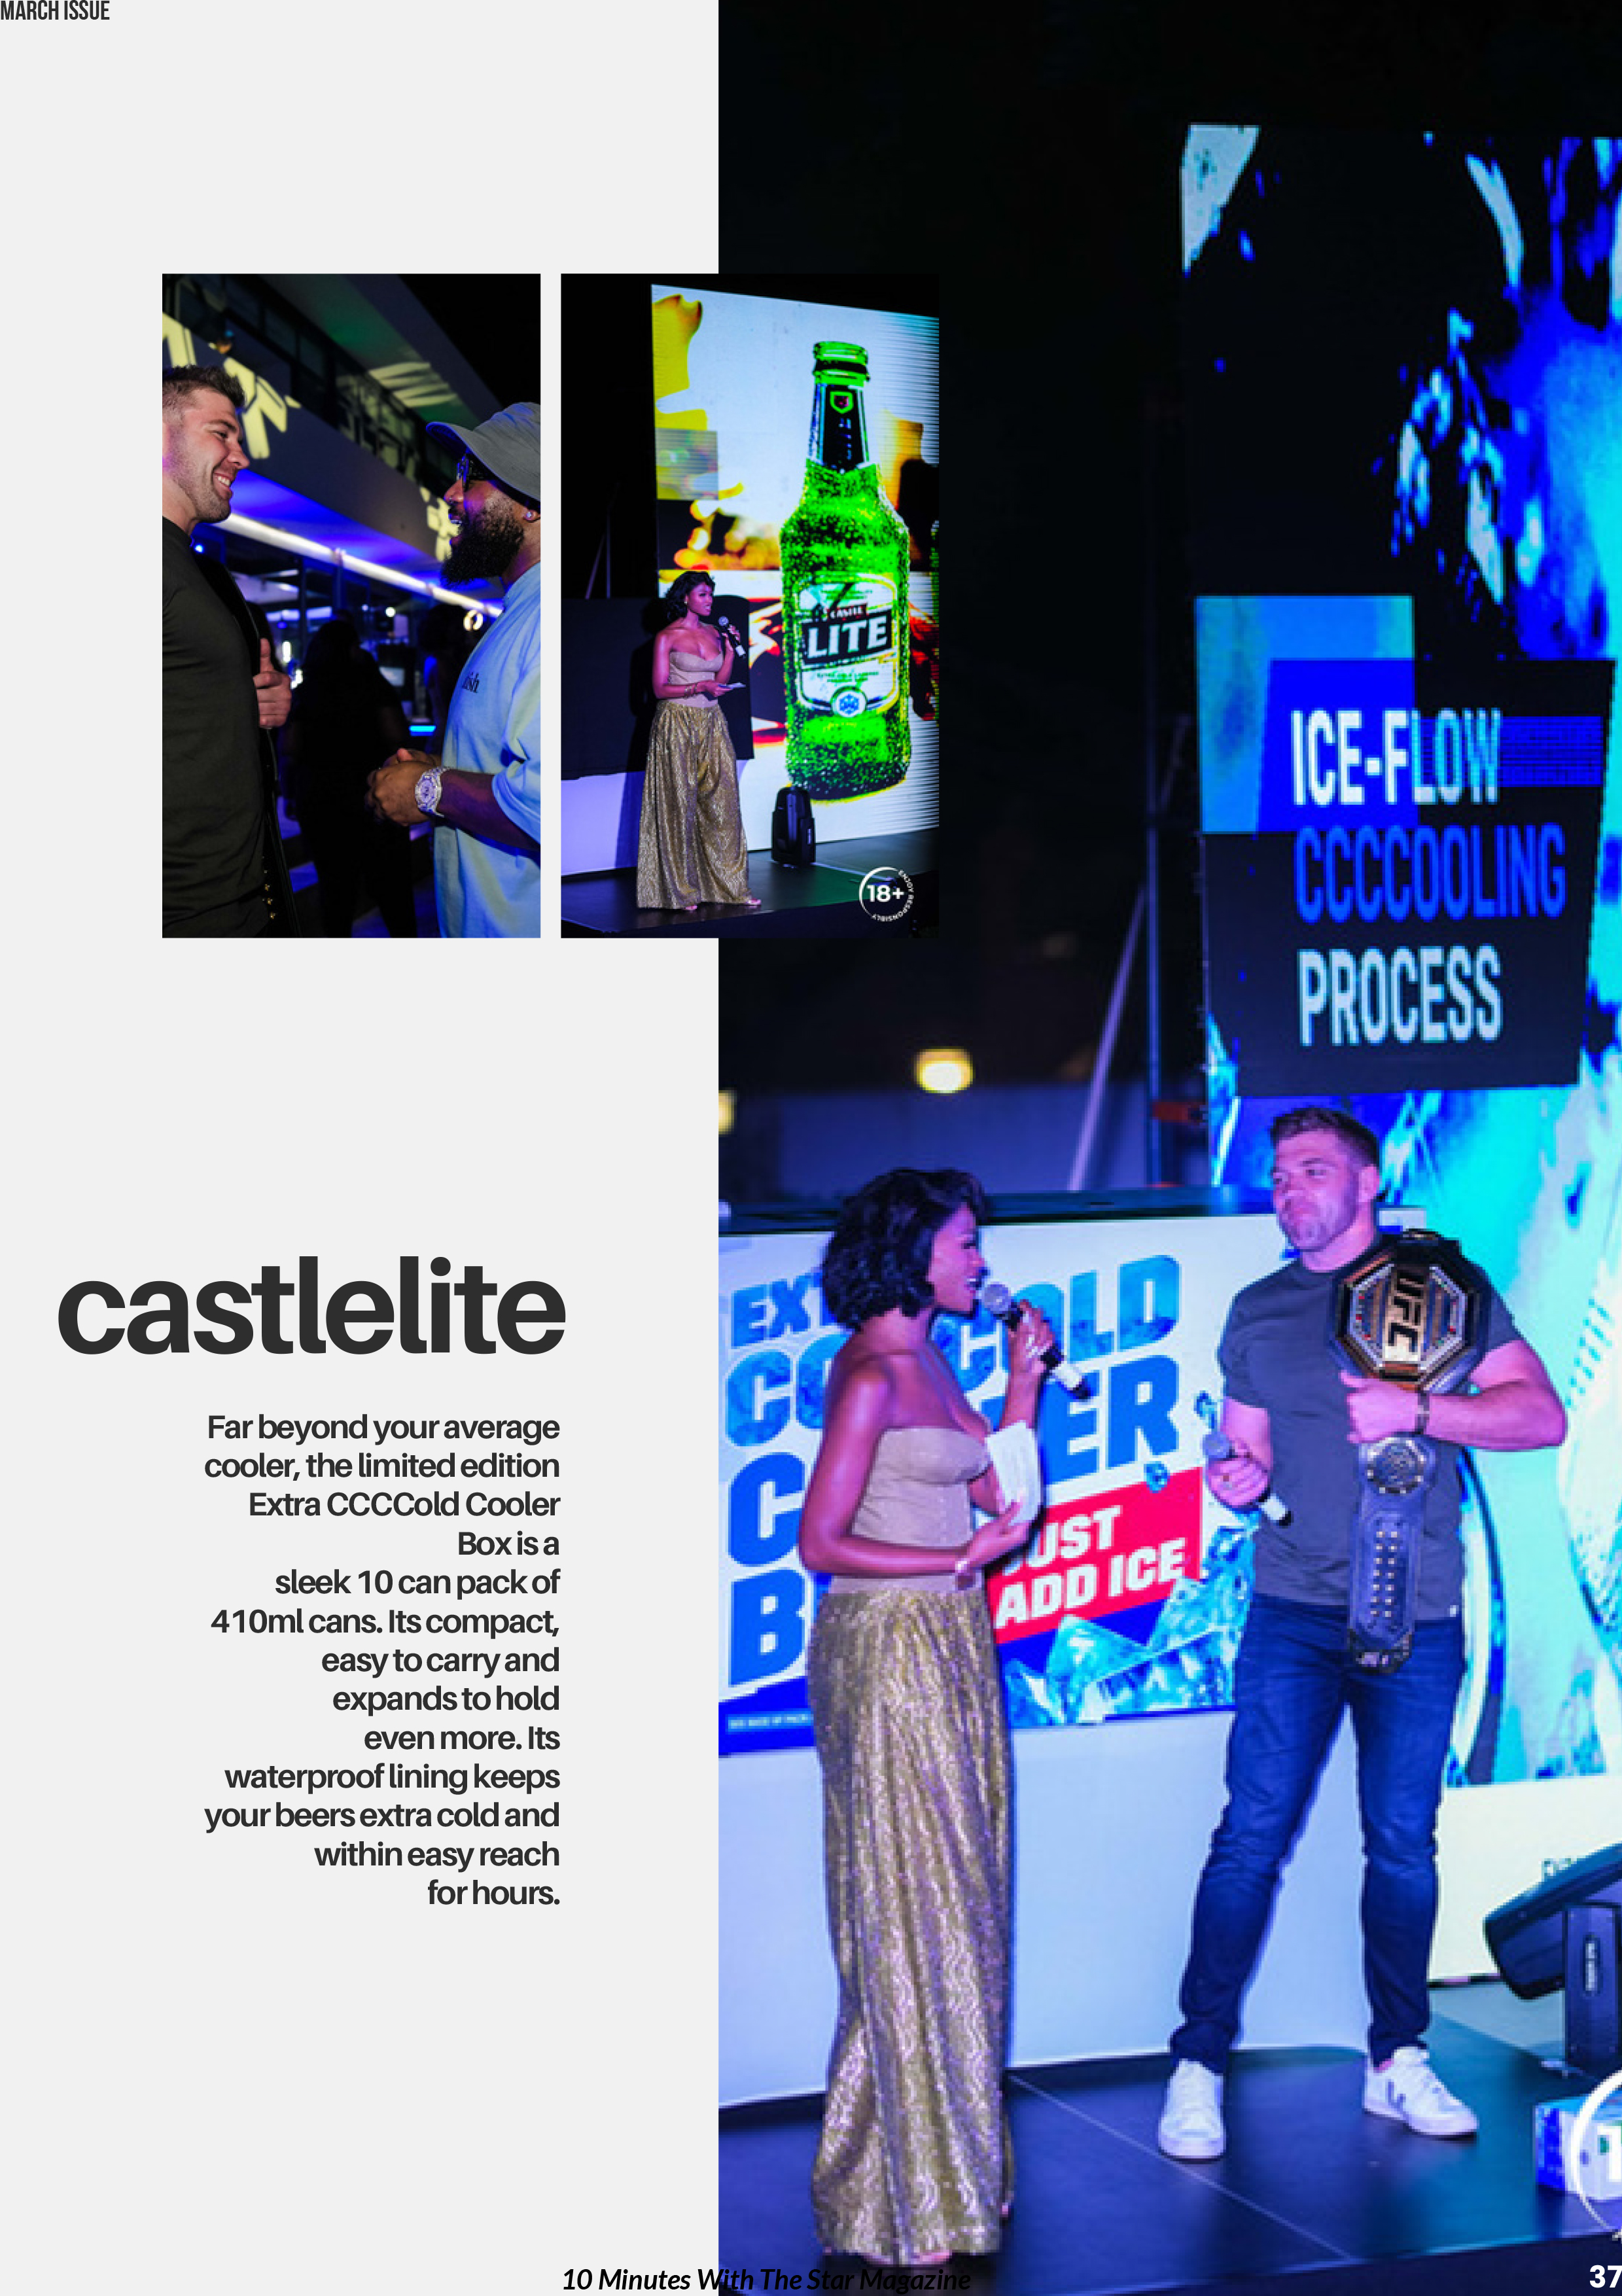 MARCH ISSUE
CASTLE
LITE
18+
ENJOY RESPONSIBLY
ICE-FLOW
CCCCOOLING
PROCESS
castlelite
Far beyond your average
cooler, the limited edition
Extra CCCCold Cooler
Box is a
sleek 10 can pack of
410ml cans. Its compact,
easy to carry and
expands to hold
even more. Its
waterproof lining keeps
your beers extra cold and
within easy reach
for hours.
UFC
ADD ICE
10 Minutes With The Star Magazine
37